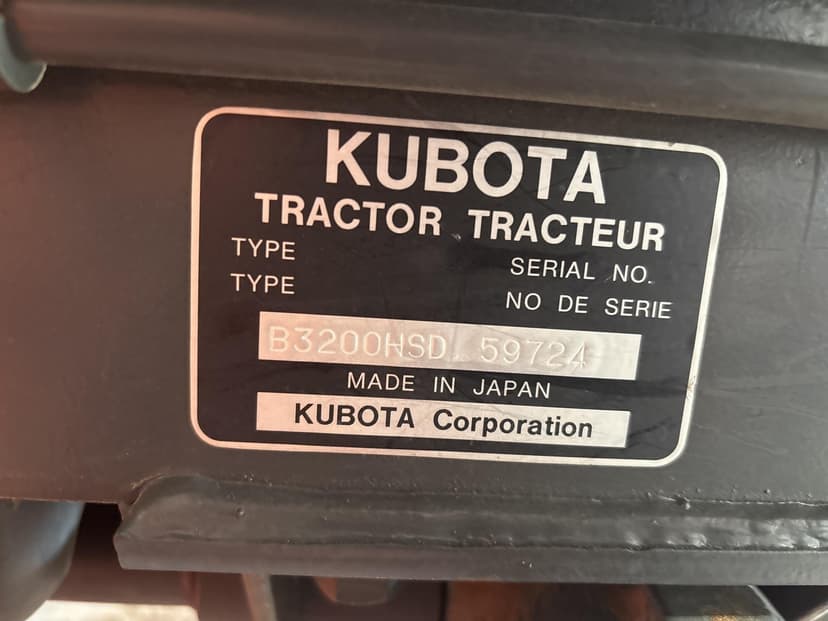 KUBOTA
TRACTOR TRACTEUR
TYPE SERIAL NO.
TYPE NO DE SERIE
B3200HSD 59724
MADE IN JAPAN
KUBOTA Corporation